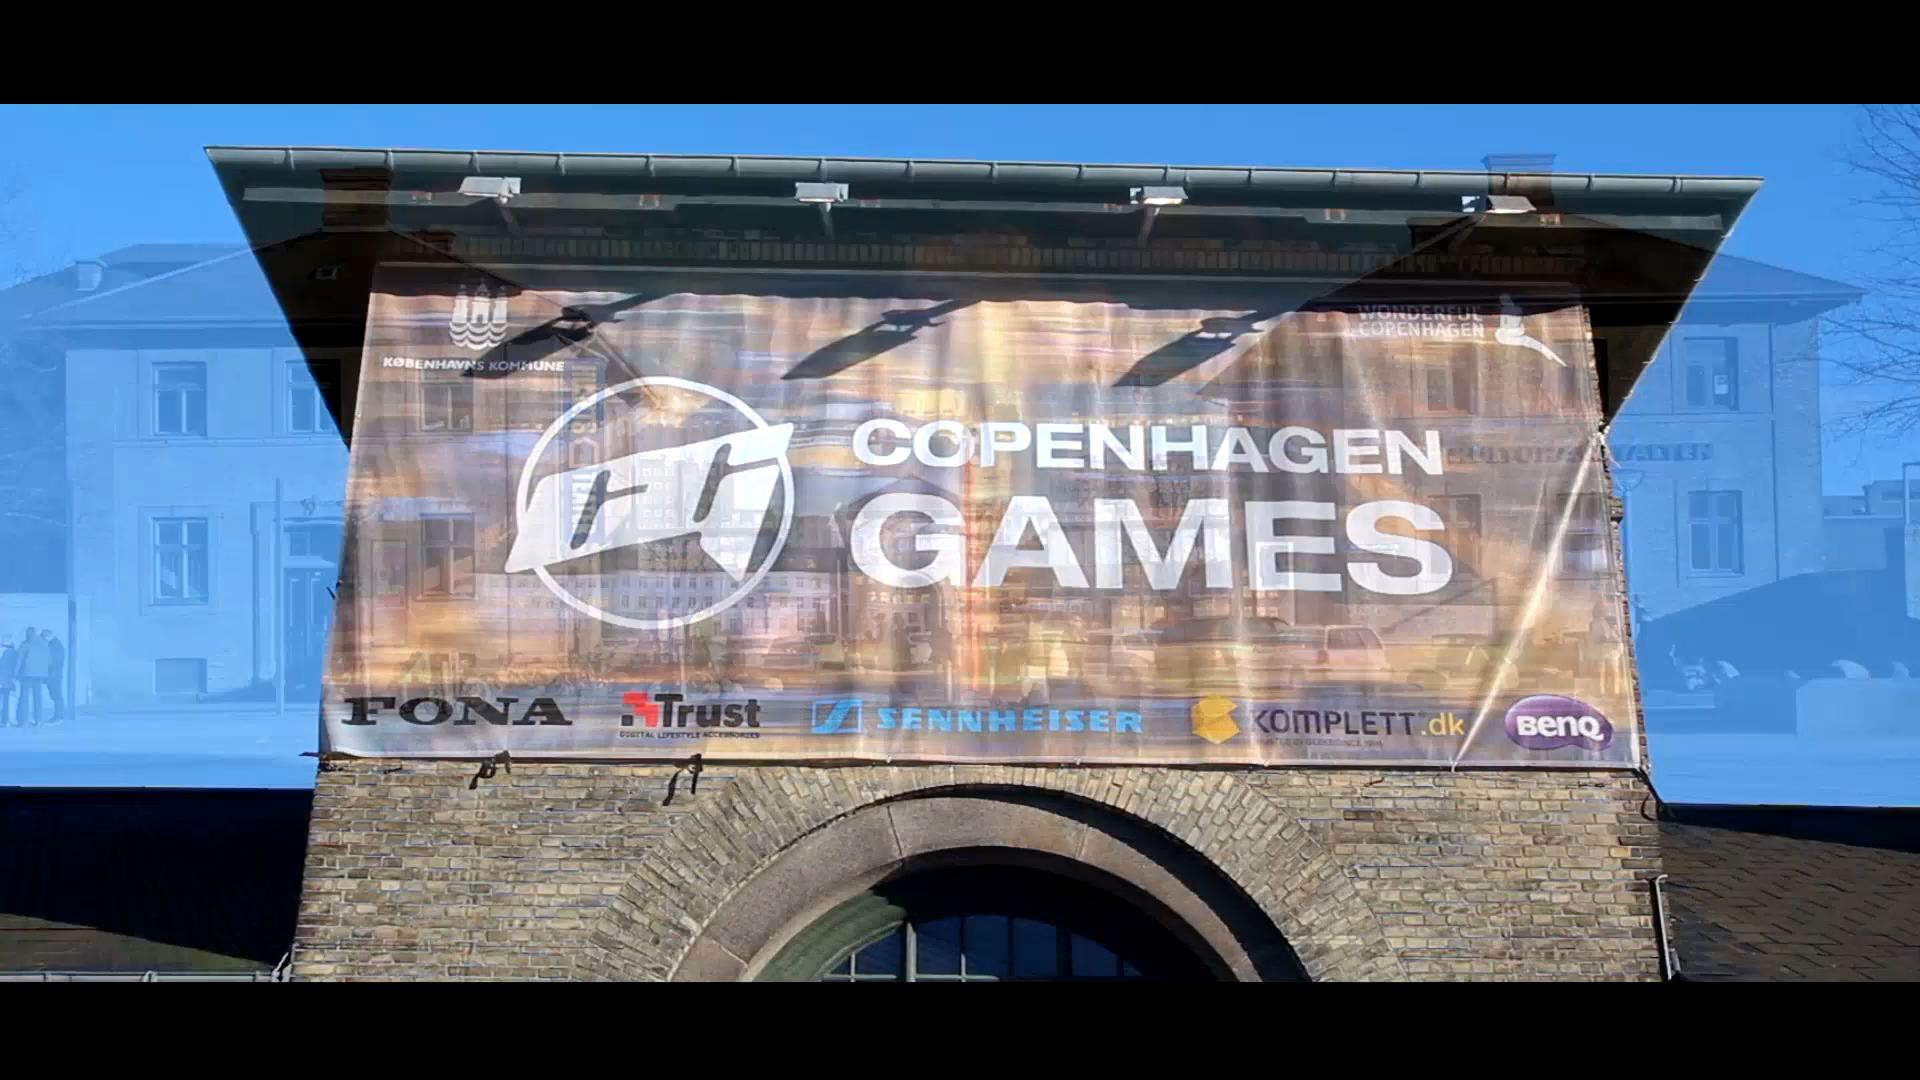 KØBENHAVNS KOMMUNE
WONDERFUL
COPENHAGEN
COPENHAGEN
GAMES
FONA
Trust
DIGITAL LIFESTYLE ACCESSORIES
SENNHEISER
KOMPLETT.dk
BENQ